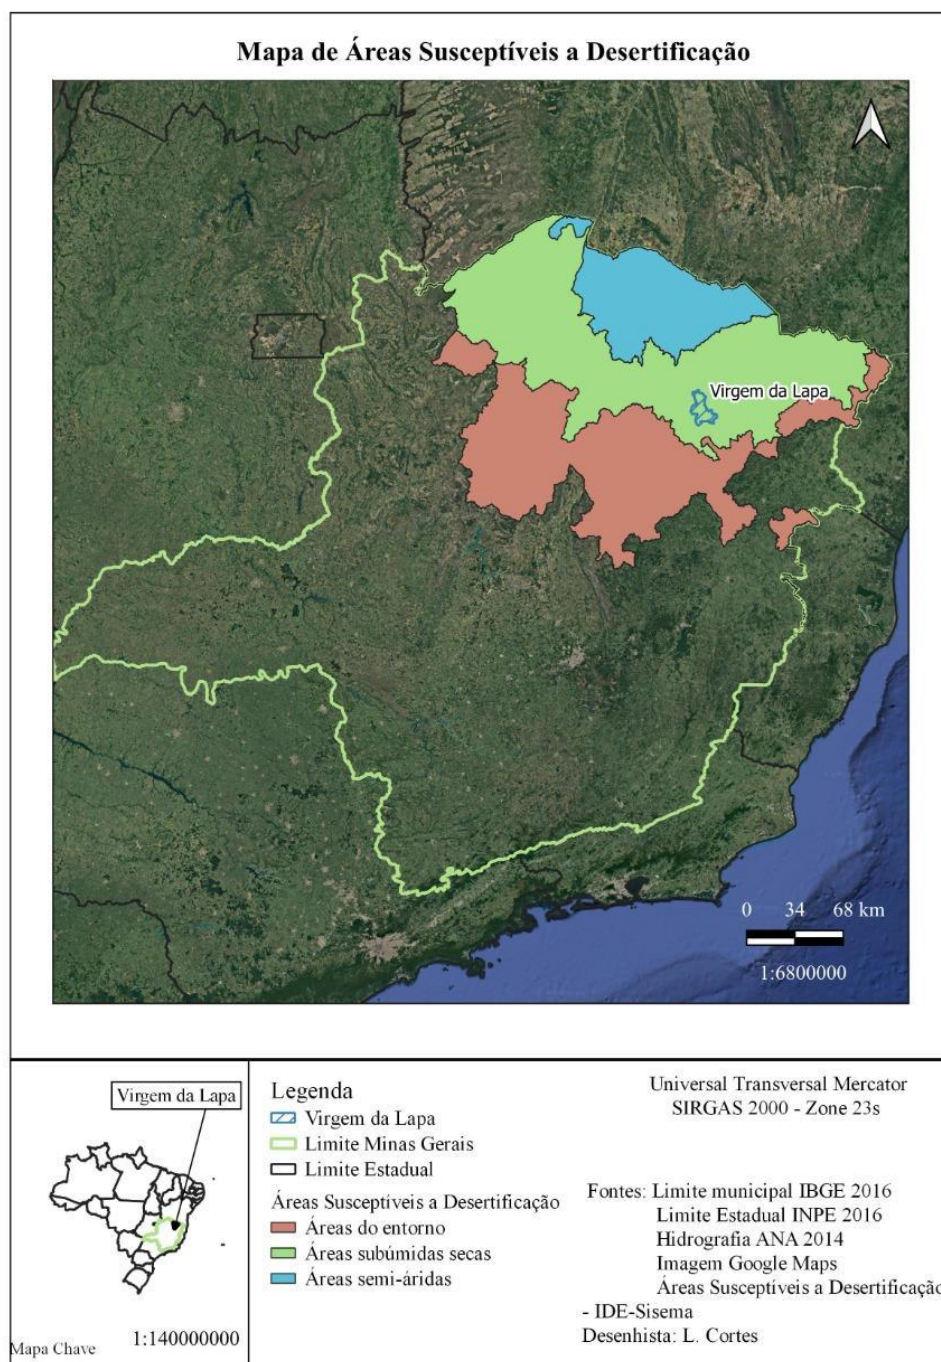 Mapa de Áreas Susceptíveis a Desertificação
Virgem da Lapa
0 34 68 km
1:6800000
Virgem da Lapa
Mapa Chave
1:140000000
Legenda
Virgem da Lapa
Limite Minas Gerais
Limite Estadual
Áreas Susceptíveis a Desertificação
Áreas do entorno
Áreas subúmidas secas
Áreas semi-áridas
Universal Transversal Mercator
SIRGAS 2000 - Zone 23s
Fontes: Limite municipal IBGE 2016
Limite Estadual INPE 2016
Hidrografia ANA 2014
Imagem Google Maps
Áreas Susceptíveis a Desertificação
- IDE-Sisema
Desenhista: L. Cortes